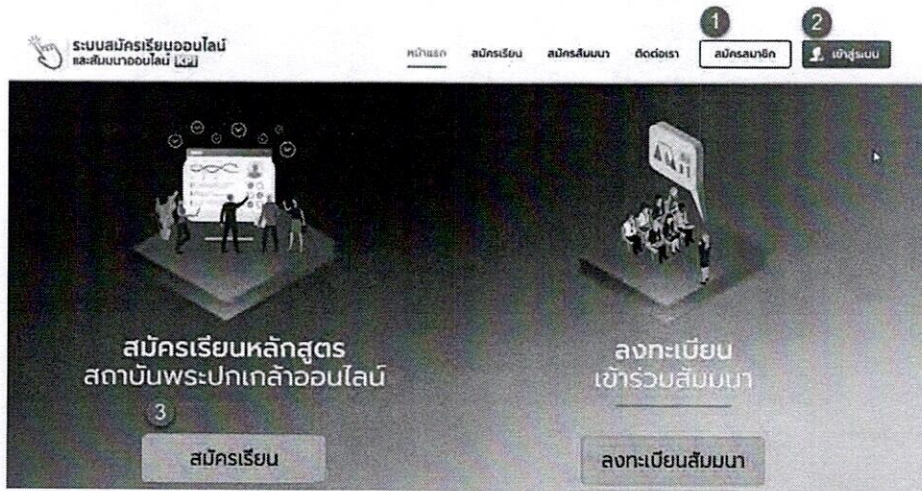 1
2
ระบบสมัครเรียนออนไลน์
และสัมมนาออนไลน์ KPI
หน้าแรก
สมัครเรียน
สมัครสัมมนา
ติดต่อเรา
สมัครสมาชิก
เข้าสู่ระบบ
สมัครเรียนหลักสูตร
สถาบันพระปกเกล้าออนไลน์
3
สมัครเรียน
ลงทะเบียน
เข้าร่วมสัมมนา
ลงทะเบียนสัมมนา